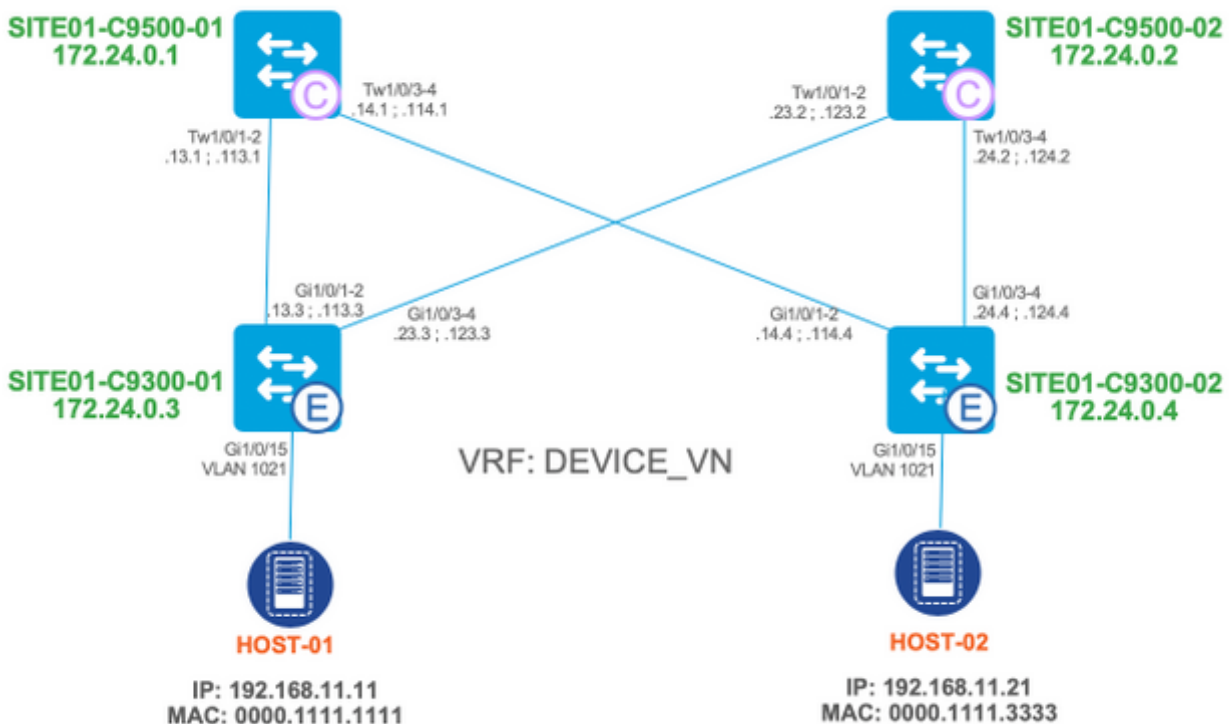 SITE01-C9500-01
172.24.0.1
C
Tw1/0/3-4
.14.1 ; .114.1
Tw1/0/1-2
.13.1 ; .113.1
SITE01-C9500-02
172.24.0.2
C
Tw1/0/1-2
.23.2 ; .123.2
Tw1/0/3-4
.24.2 ; .124.2
Gi1/0/1-2
.13.3 ; .113.3
Gi1/0/3-4
.23.3 ; .123.3
SITE01-C9300-01
172.24.0.3
E
Gi1/0/15
VLAN 1021
VRF: DEVICE_VN
Gi1/0/1-2
.14.4 ; .114.4
Gi1/0/3-4
.24.4 ; .124.4
SITE01-C9300-02
172.24.0.4
E
Gi1/0/15
VLAN 1021
HOST-01
IP: 192.168.11.11
MAC: 0000.1111.1111
HOST-02
IP: 192.168.11.21
MAC: 0000.1111.3333